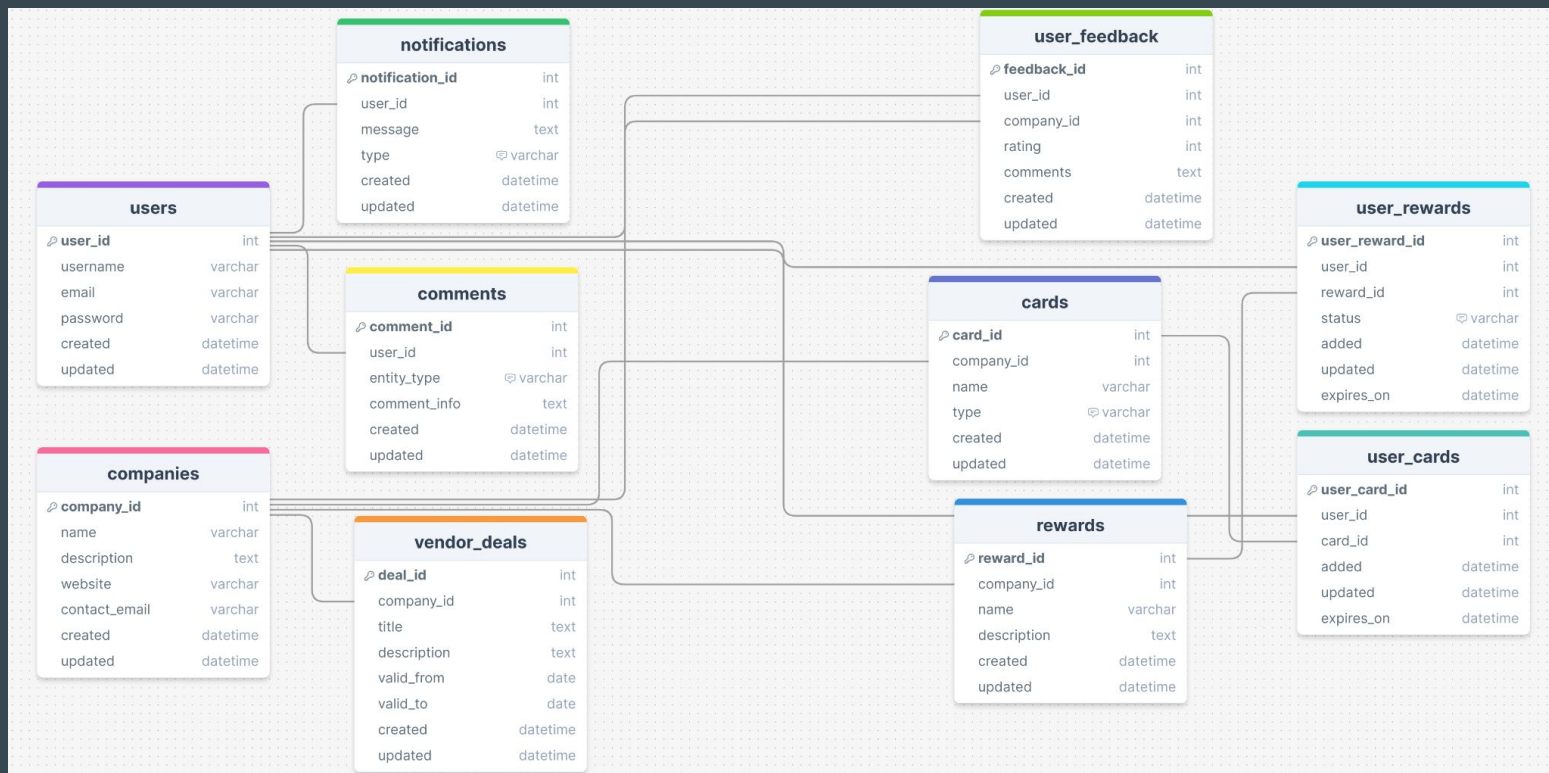 notifications
notification_id int
user_id int
message text
type varchar
created datetime
updated datetime
user_feedback
feedback_id int
user_id int
company_id int
rating int
comments text
created datetime
updated datetime
users
user_id int
username varchar
email varchar
password varchar
created datetime
updated datetime
user_rewards
user_reward_id int
user_id int
reward_id int
status varchar
added datetime
updated datetime
expires_on datetime
comments
comment_id int
user_id int
entity_type varchar
comment_info text
created datetime
updated datetime
cards
card_id int
company_id int
name varchar
type varchar
created datetime
updated datetime
companies
company_id int
name varchar
description text
website varchar
contact_email varchar
created datetime
updated datetime
user_cards
user_card_id int
user_id int
card_id int
added datetime
updated datetime
expires_on datetime
vendor_deals
deal_id int
company_id int
title text
description text
valid_from date
valid_to date
created datetime
updated datetime
rewards
reward_id int
company_id int
name varchar
description text
created datetime
updated datetime